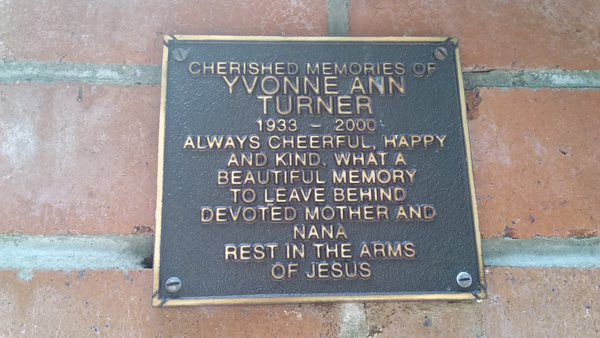 CHERISHED MEMORIES OF
YVONNE ANN
TURNER
1933 - 2000
ALWAYS CHEERFUL, HAPPY
AND KIND. WHAT A
BEAUTIFUL MEMORY
TO LEAVE BEHIND
DEVOTED MOTHER AND
NANA
REST IN THE ARMS
OF JESUS